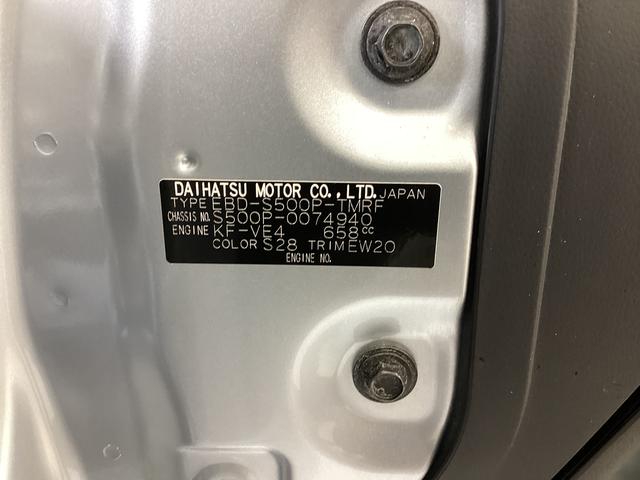 DAIHATSU MOTOR CO., LTD. JAPAN
TYPE EBD-S500P-TMRF
CHASSIS NO. S500P-0074940
ENGINE KF-VE4 658cc
COLOR S28 TRIM EW20
ENGINE NO.